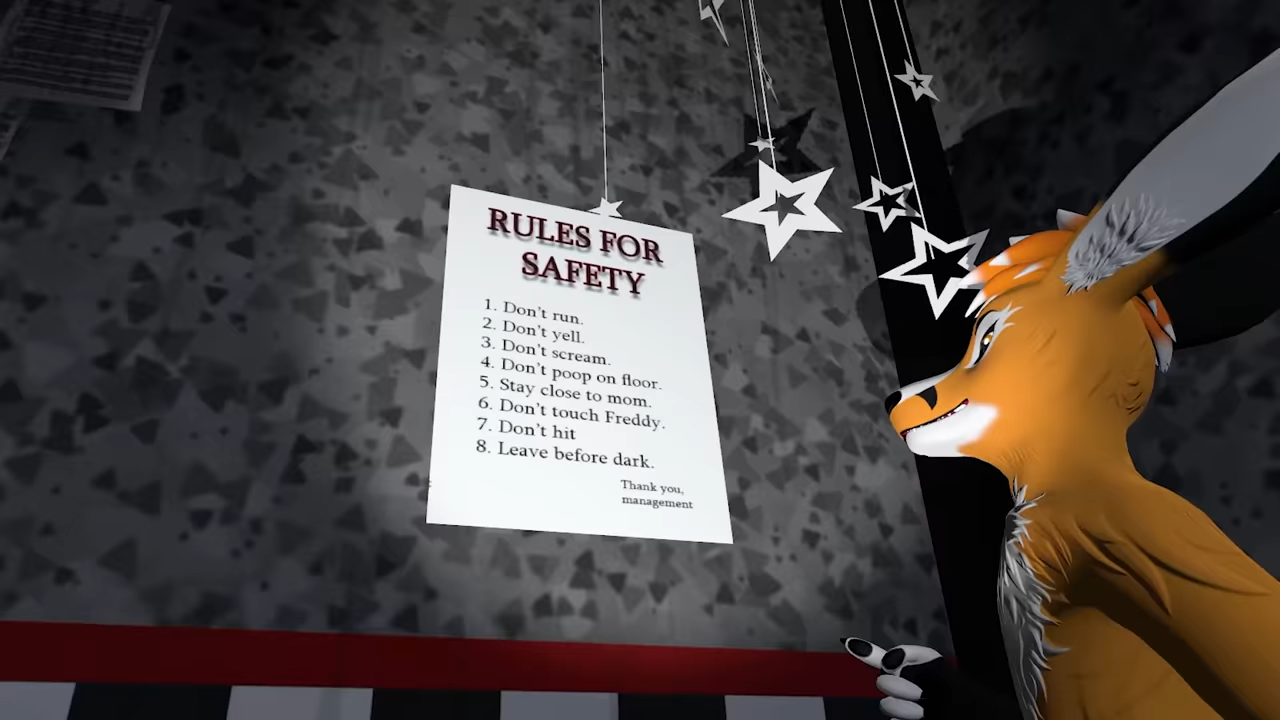 RULES FOR
SAFETY
1. Don't run.
2. Don't yell.
3. Don't scream.
4. Don't poop on floor.
5. Stay close to mom.
6. Don't touch Freddy.
7. Don't hit
8. Leave before dark.
Thank you,
management